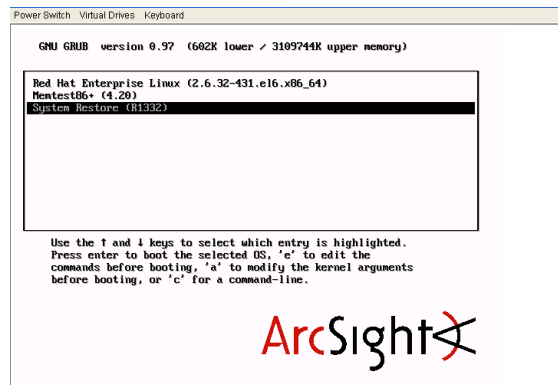 Power Switch Virtual Drives Keyboard
GNU GRUB version 0.97 (602K lower / 3109744K upper memory)
Red Hat Enterprise Linux (2.6.32-431.el6.x86_64)
Memtest86+ (4.20)
System Restore (R1332)
Use the ↑ and ↓ keys to select which entry is highlighted.
Press enter to boot the selected OS, 'e' to edit the
commands before booting, 'a' to modify the kernel arguments
before booting, or 'c' for a command-line.
ArcSight